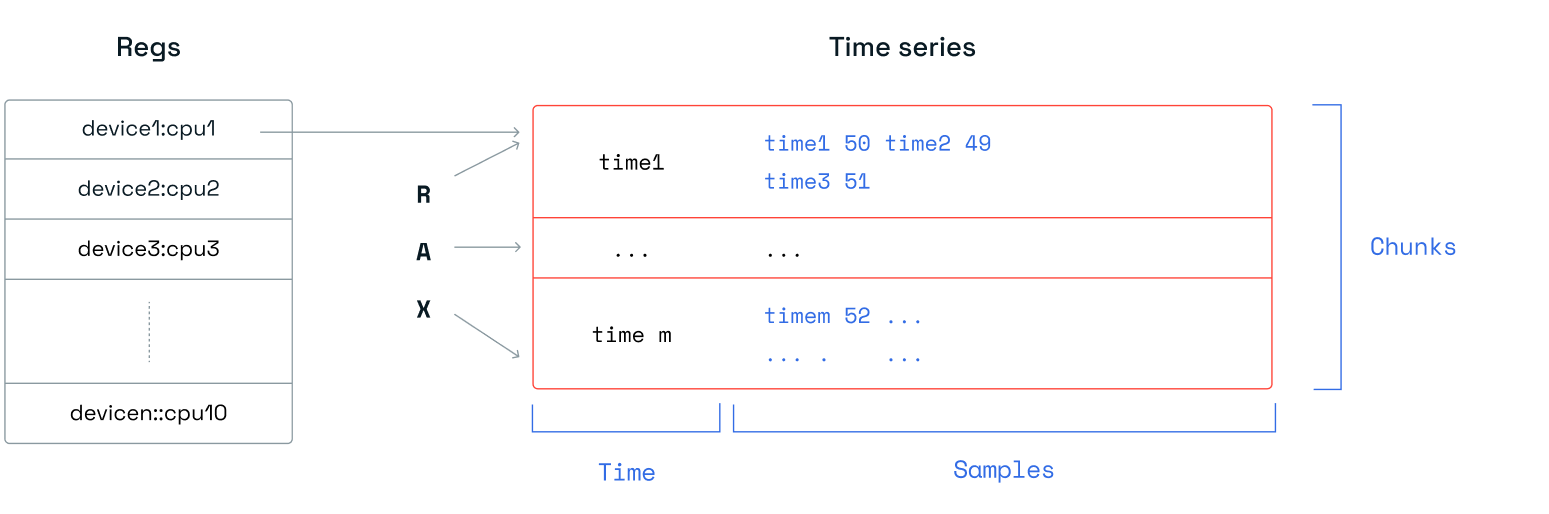 Regs
Time series
device1:cpu1
device2:cpu2
device3:cpu3
devicen::cpu10
R
A
X
time1
time1 50 time2 49
time3 51
... ...
time m
timem 52 ...
... . ...
Chunks
Time
Samples